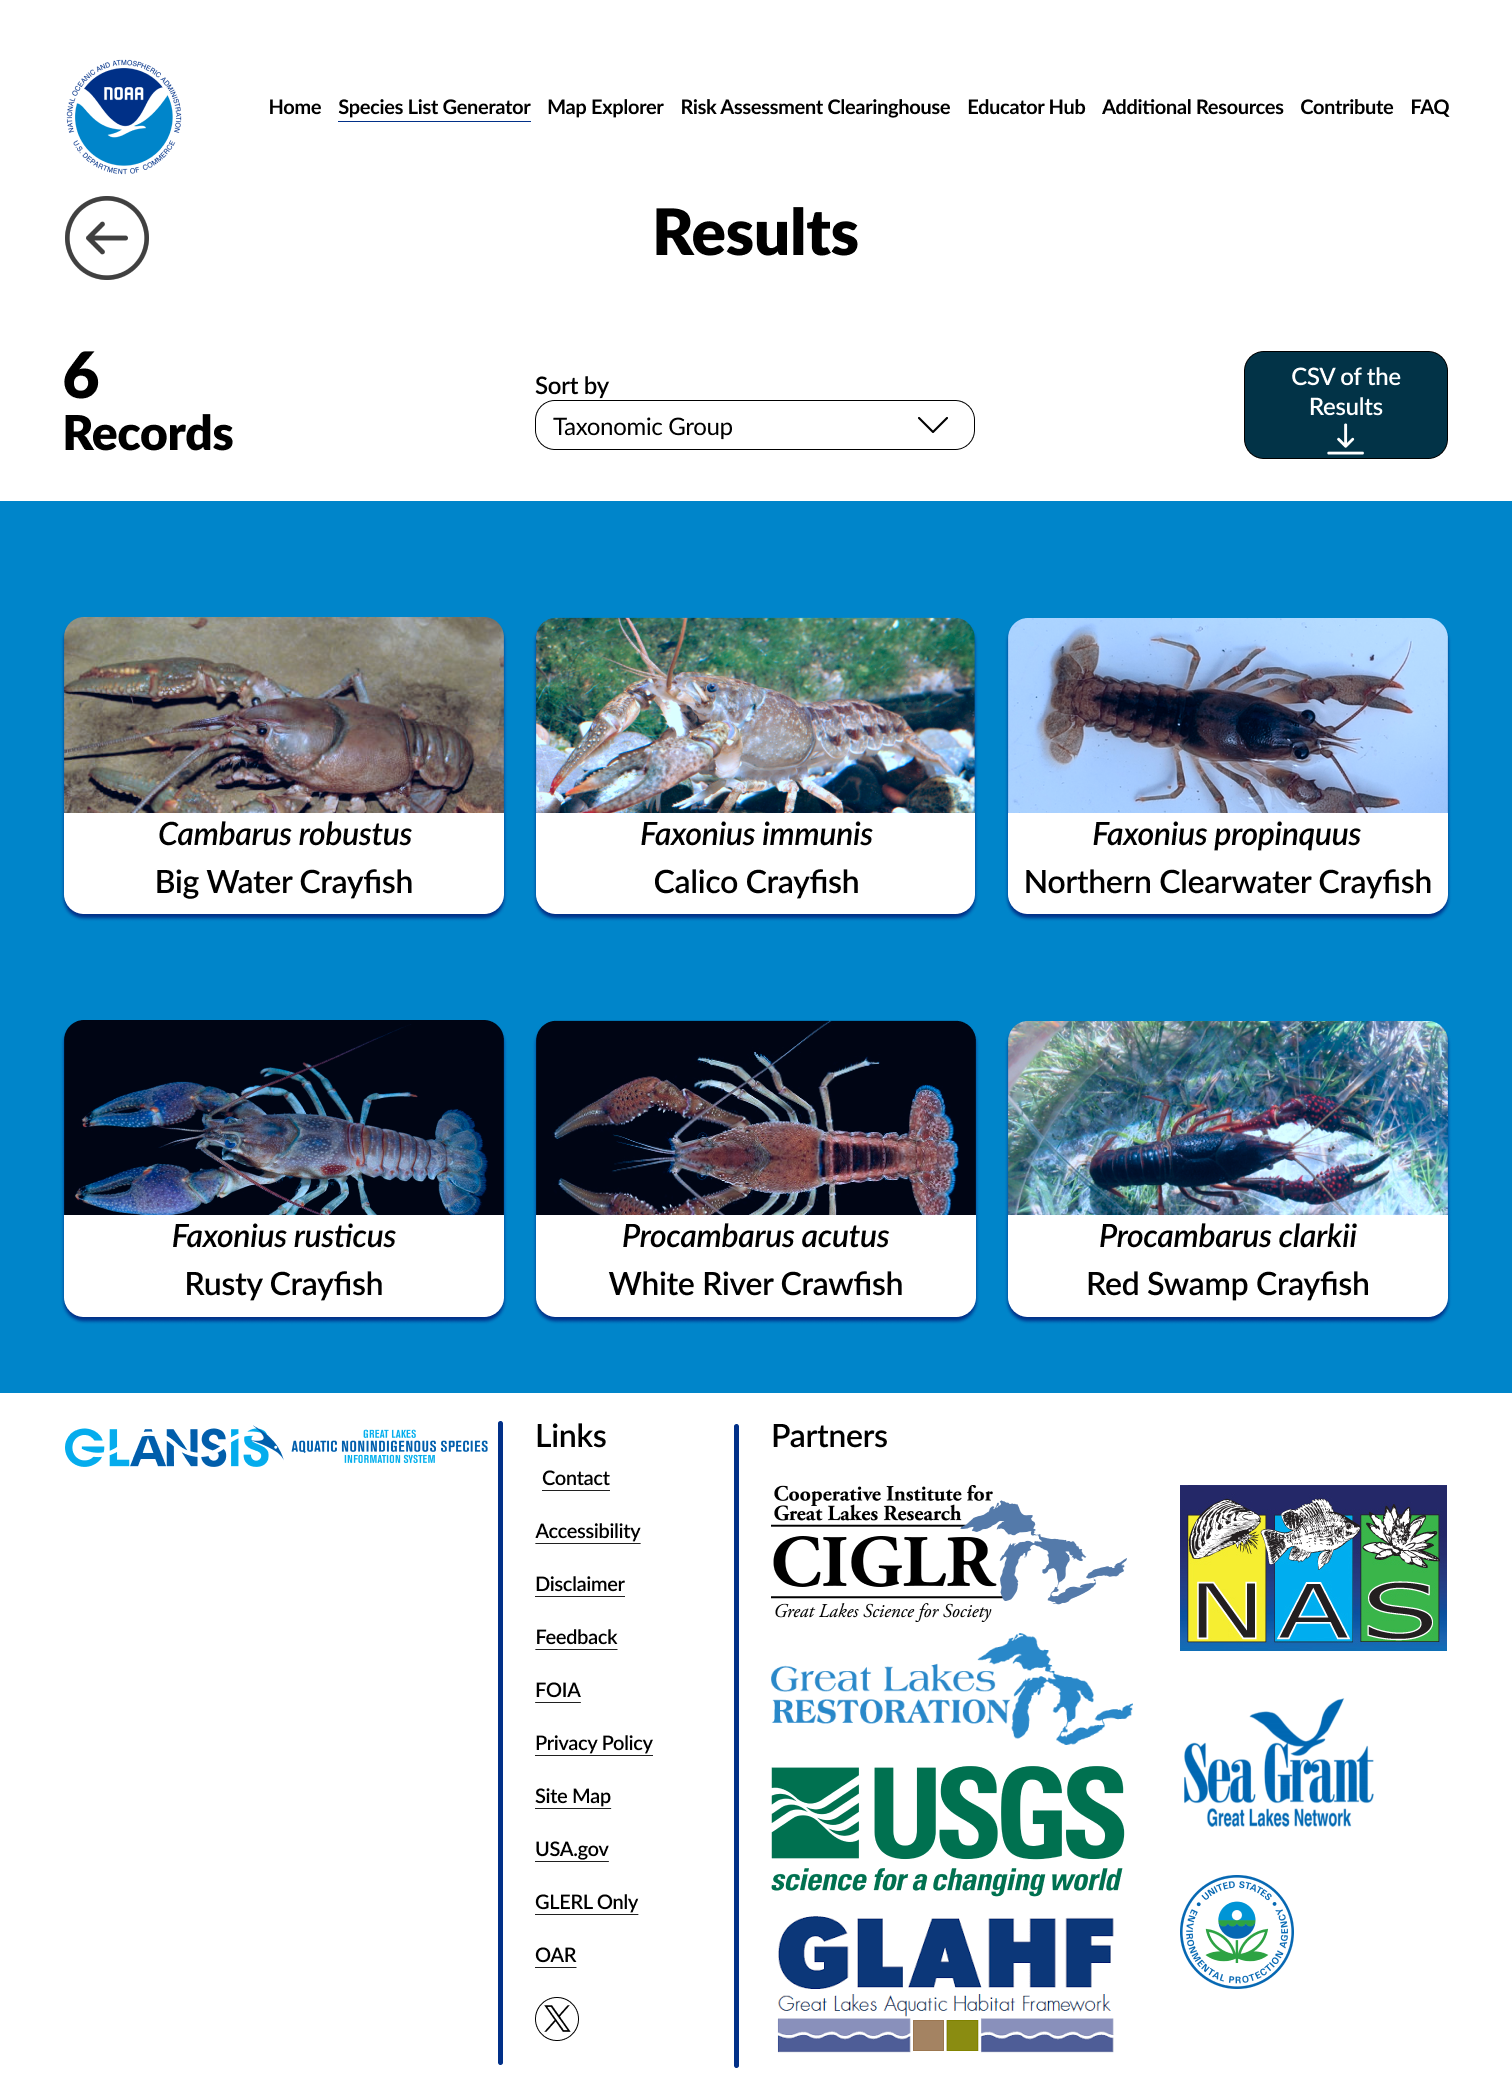 NATIONAL OCEANIC AND ATMOSPHERIC ADMINISTRATION
U.S. DEPARTMENT OF COMMERCE
NOAA
Home Species List Generator Map Explorer Risk Assessment Clearinghouse Educator Hub Additional Resources Contribute FAQ
Results
6
Records
Sort by
Taxonomic Group
CSV of the
Results
Cambarus robustus
Big Water Crayfish
Faxonius immunis
Calico Crayfish
Faxonius propinquus
Northern Clearwater Crayfish
Faxonius rusticus
Rusty Crayfish
Procambarus acutus
White River Crawfish
Procambarus clarkii
Red Swamp Crayfish
GLANSIS
GREAT LAKES
AQUATIC NONINDIGENOUS SPECIES
INFORMATION SYSTEM
Links
Contact
Accessibility
Disclaimer
Feedback
FOIA
Privacy Policy
Site Map
USA.gov
GLERL Only
OAR
X
Partners
Cooperative Institute for
Great Lakes Research
CIGLR
Great Lakes Science for Society
Great Lakes
RESTORATION
USGS
science for a changing world
GLAHF
Great Lakes Aquatic Habitat Framework
NAS
Sea Grant
Great Lakes Network
UNITED STATES
ENVIRONMENTAL PROTECTION AGENCY